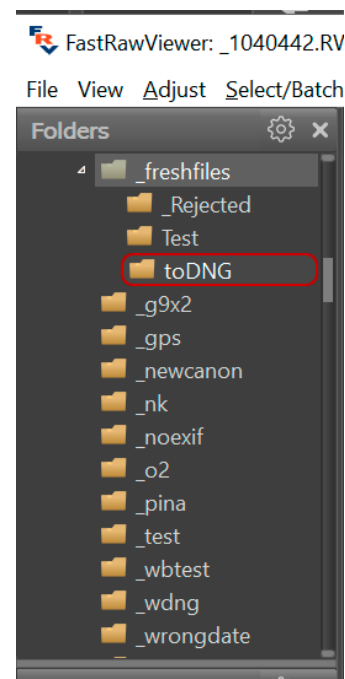 FastRawViewer: _1040442.RV
File View Adjust Select/Batch
Folders
_freshfiles
_Rejected
Test
toDNG
_g9x2
_gps
_newcanon
_nk
_noexif
_o2
_pina
_test
_wbtest
_wdng
_wrongdate